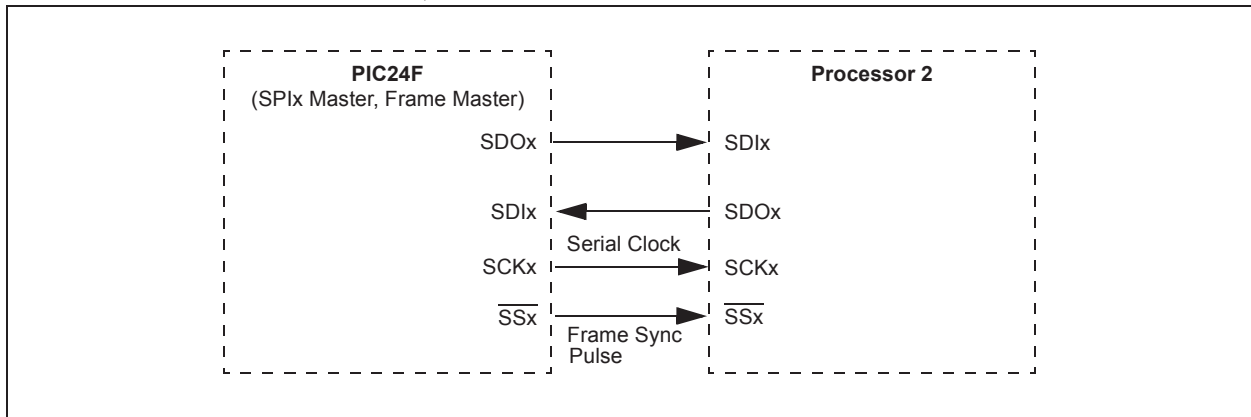 PIC24F
(SPIx Master, Frame Master)
Processor 2
SDOx
SDIx
SDIx
SDOx
Serial Clock
SCKx
SCKx
SSx
SSx
Frame Sync
Pulse